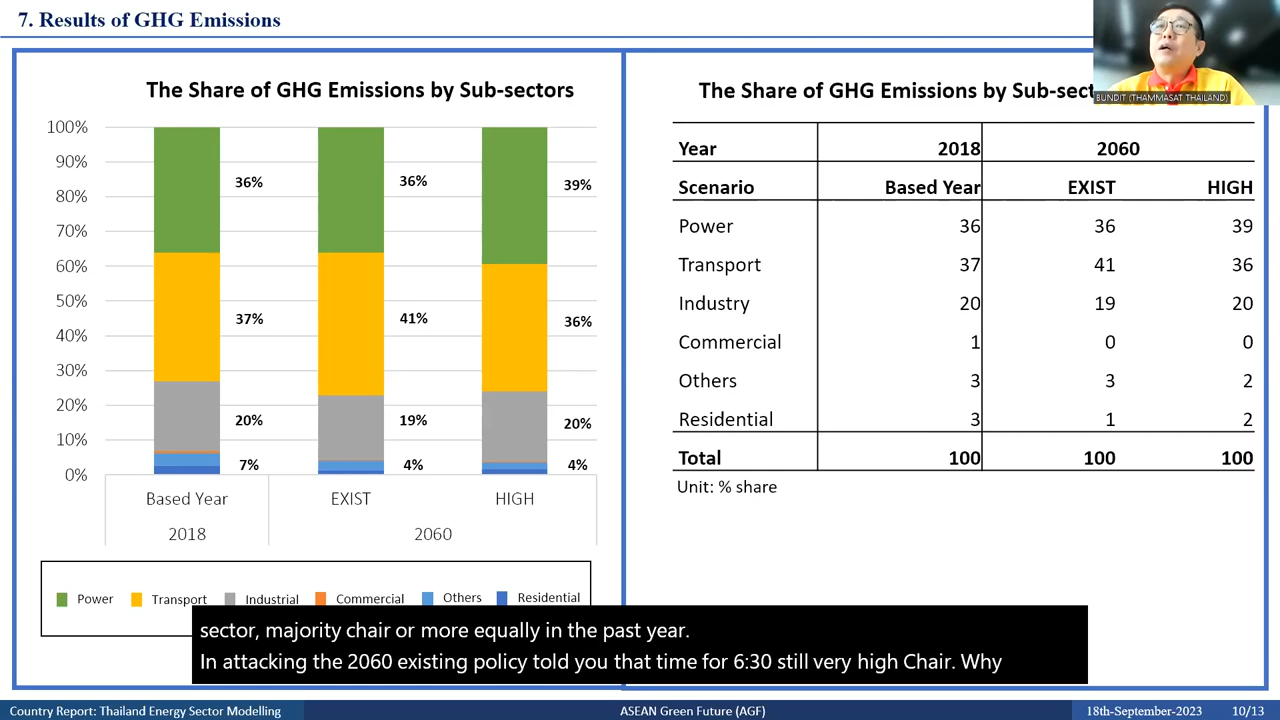 7. Results of GHG Emissions
BUNDIT (THAMMASAT THAILAND)
The Share of GHG Emissions by Sub-sectors
100%
90%
80%
70%
60%
50%
40%
30%
20%
10%
0%
36%
37%
20%
7%
36%
41%
19%
4%
39%
36%
20%
4%
Based Year
EXIST
HIGH
2018
2060
Power Transport Industrial Commercial Others Residential
The Share of GHG Emissions by Sub-sect
Year 2018 2060
Scenario Based Year EXIST HIGH
Power 36 36 39
Transport 37 41 36
Industry 20 19 20
Commercial 1 0 0
Others 3 3 2
Residential 3 1 2
Total 100 100 100
Unit: % share
sector, majority chair or more equally in the past year.
In attacking the 2060 existing policy told you that time for 6:30 still very high Chair. Why
Country Report: Thailand Energy Sector Modelling
ASEAN Green Future (AGF)
18th-September-2023 10/13